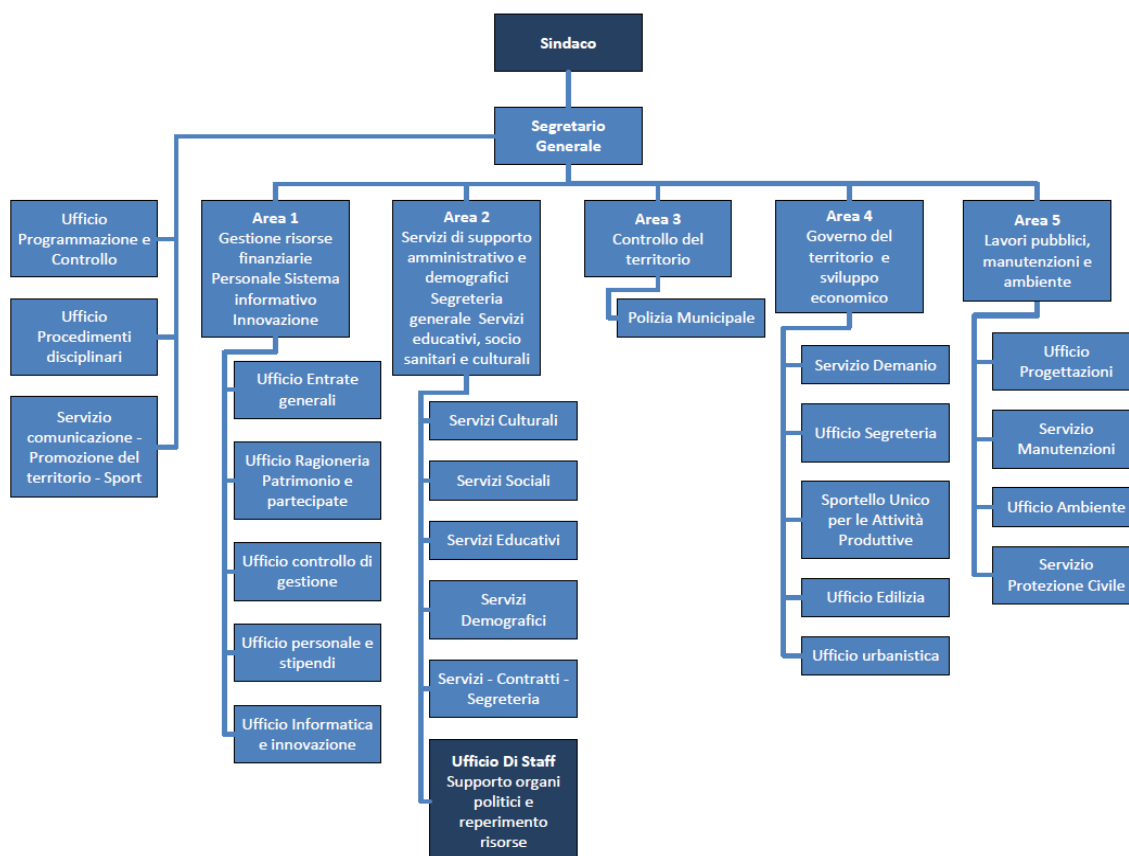 Sindaco
Segretario
Generale
Ufficio
Programmazione e
Controllo
Ufficio
Procedimenti
disciplinari
Servizio
comunicazione -
Promozione del
territorio - Sport
Area 1
Gestione risorse
finanziarie
Personale Sistema
informativo
Innovazione
Ufficio Entrate
generali
Ufficio Ragioneria
Patrimonio e
partecipate
Ufficio controllo di
gestione
Ufficio personale e
stipendi
Ufficio Informatica
e innovazione
Area 2
Servizi di supporto
amministrativo e
demografici
Segreteria
generale Servizi
educativi, socio
sanitari e culturali
Servizi Culturali
Servizi Sociali
Servizi Educativi
Servizi
Demografici
Servizi - Contratti -
Segreteria
Ufficio Di Staff
Supporto organi
politici e
reperimento
risorse
Area 3
Controllo del
territorio
Polizia Municipale
Area 4
Governo del
territorio e
sviluppo
economico
Servizio Demanio
Ufficio Segreteria
Sportello Unico
per le Attività
Produttive
Ufficio Edilizia
Ufficio urbanistica
Area 5
Lavori pubblici,
manutenzioni e
ambiente
Ufficio
Progettazioni
Servizio
Manutenzioni
Ufficio Ambiente
Servizio
Protezione Civile